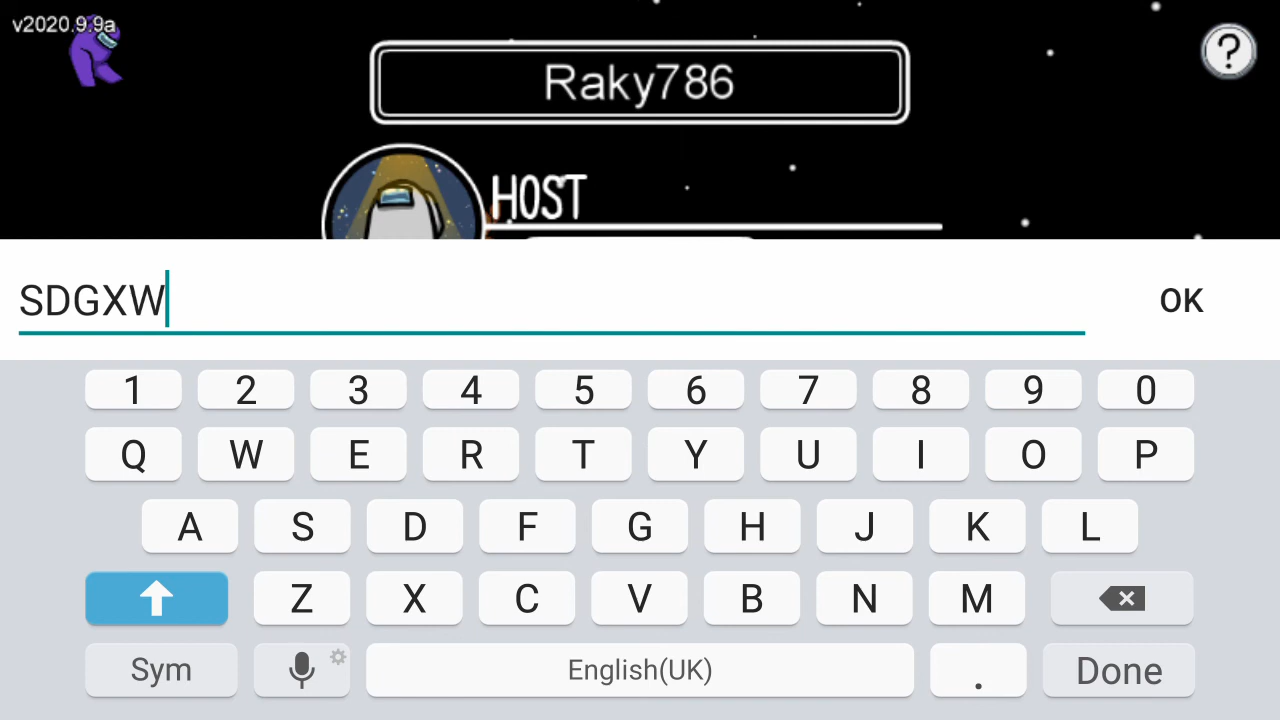 v2020.9.9a
Raky786
?
HOST
SDGXW
OK
1 2 3 4 5 6 7 8 9 0
Q W E R T Y U I O P
A S D F G H J K L
Z X C V B N M
Sym English(UK) . Done